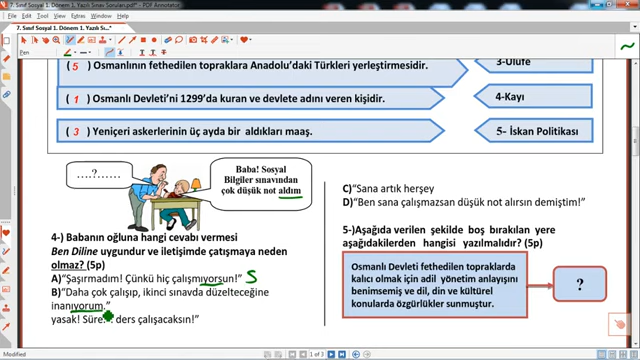 7. Sınıf Sosyal 1. Dönem 1. Yazılı Sınav Soruları.pdf* - PDF Annotator
File Edit Tool View Document Extras Help
7. Sınıf Sosyal 1. Dönem 1. Yazılı S...*
Pen
( 5 ) Osmanlının fethedilen topraklara Anadolu'daki Türkleri yerleştirmesidir.
3-Ulufe
( 1 ) Osmanlı Devleti'ni 1299'da kuran ve devlete adını veren kişidir.
4-Kayı
( 3 ) Yeniçeri askerlerinin üç ayda bir aldıkları maaş.
5- İskan Politikası
....?......
Baba! Sosyal
Bilgiler sınavından
çok düşük not aldım
4-) Babanın oğluna hangi cevabı vermesi
Ben Diline uygundur ve iletişimde çatışmaya neden
olmaz? (5p)
A) "Şaşırmadım! Çünkü hiç çalışmıyorsun!" S
B) "Daha çok çalışıp, ikinci sınavda düzelteceğine
inanıyorum."
yasak! ders çalışacaksın!"
C) "Sana artık herşey
D) "Ben sana çalışmazsan düşük not alırsın demiştim!"
5-) Aşağıda verilen şekilde boş bırakılan yere
aşağıdakilerden hangisi yazılmalıdır? (5p)
Osmanlı Devleti fethedilen topraklarda
kalıcı olmak için adil yönetim anlayışını
benimsemiş ve dil, din ve kültürel
konularda özgürlükler sunmuştur.
?
1 of 3